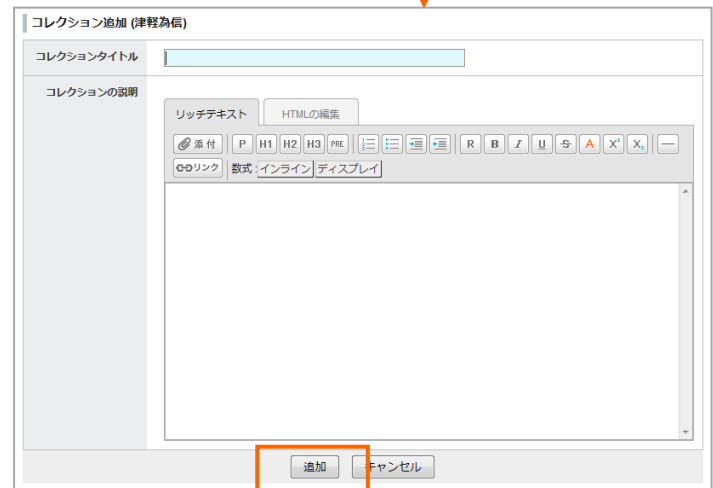 コレクション追加 (津軽為信)
コレクションタイトル
コレクションの説明
リッチテキスト HTMLの編集
添付 P H1 H2 H3 PRE R B I U S A X² X₂
リンク 数式: インライン ディスプレイ
追加 キャンセル